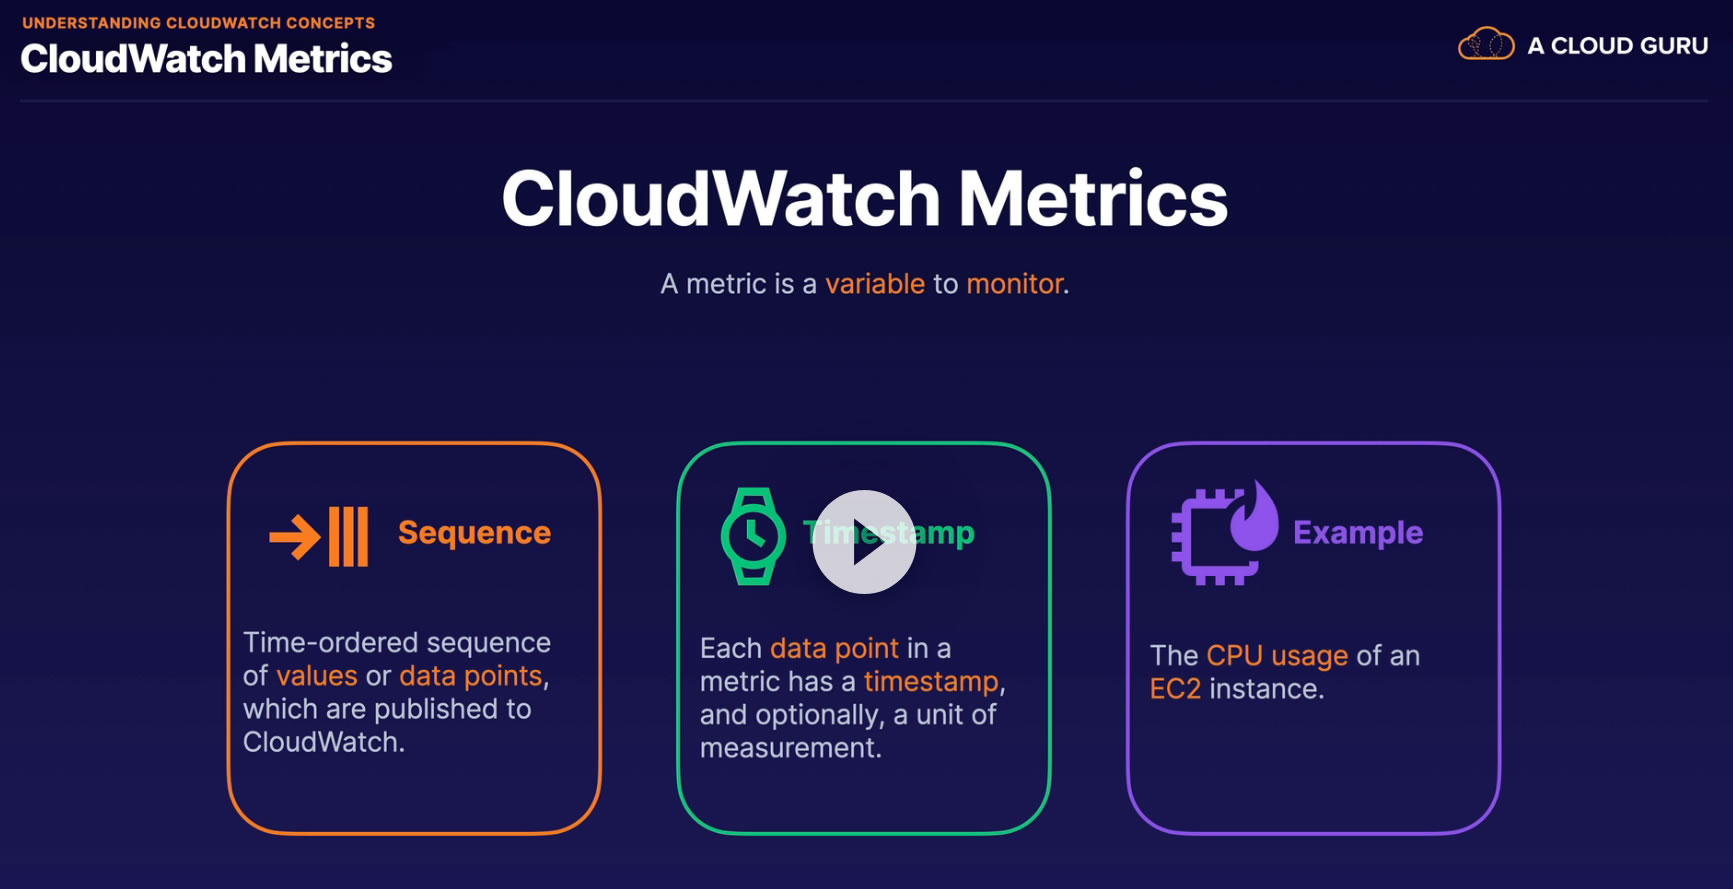 UNDERSTANDING CLOUDWATCH CONCEPTS
CloudWatch Metrics
A CLOUD GURU
CloudWatch Metrics
A metric is a variable to monitor.
Sequence
Time-ordered sequence
of values or data points,
which are published to
CloudWatch.
Timestamp
Each data point in a
metric has a timestamp,
and optionally, a unit of
measurement.
Example
The CPU usage of an
EC2 instance.